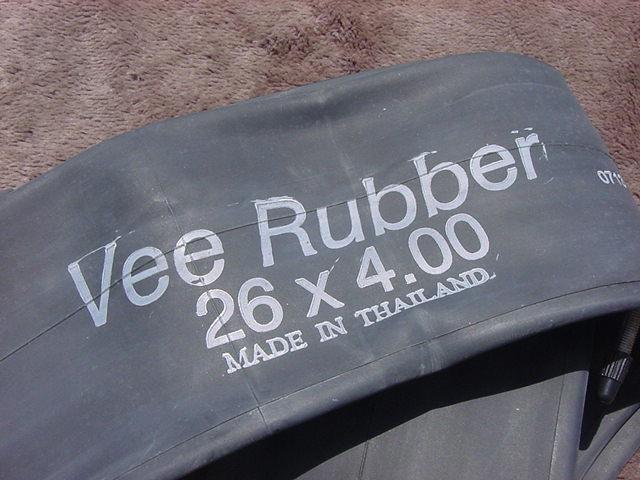 Vee Rubber
26 x 4.00
MADE IN THAILAND.